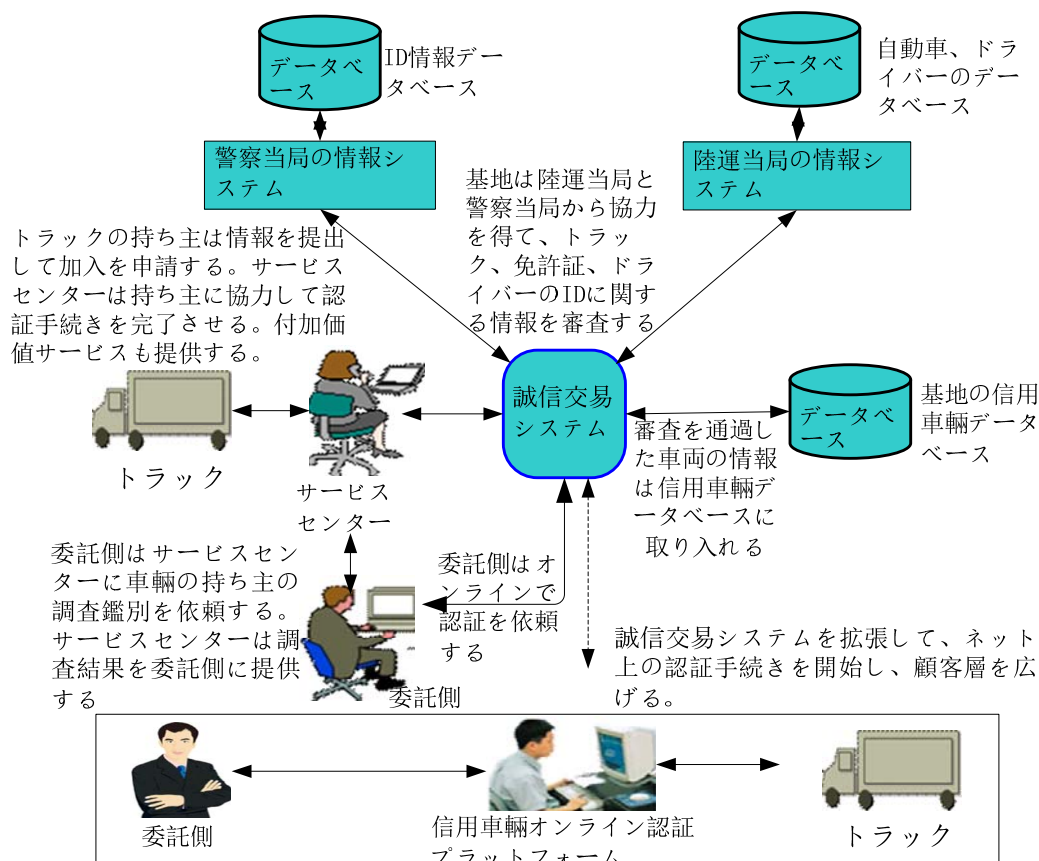 データベ
ース
ID情報デー
タベース
データベ
ース
自動車、ドラ
イバーのデー
タベース
警察当局の情報シ
ステム
陸運当局の情報シ
ステム
基地は陸運当局と
警察当局から協力
を得て、トラッ
ク、免許証、ドラ
イバーのIDに関す
る情報を審査する
トラックの持ち主は情報を提出
して加入を申請する。サービス
センターは持ち主に協力して認
証手続きを完了させる。付加価
値サービスも提供する。
トラック
サービス
センター
誠信交易
システム
データベ
ース
基地の信用
車輌データ
ベース
審査を通過し
た車両の情報
は信用車輌デ
ータベースに
取り入れる
委託側はサービスセン
ターに車輌の持ち主の
調査鑑別を依頼する。
サービスセンターは調
査結果を委託側に提供
する
委託側はオ
ンラインで
認証を依頼
する
委託側
誠信交易システムを拡張して、ネット
上の認証手続きを開始し、顧客層を広
げる。
委託側
信用車輌オンライン認証
プラットフォーム
トラック